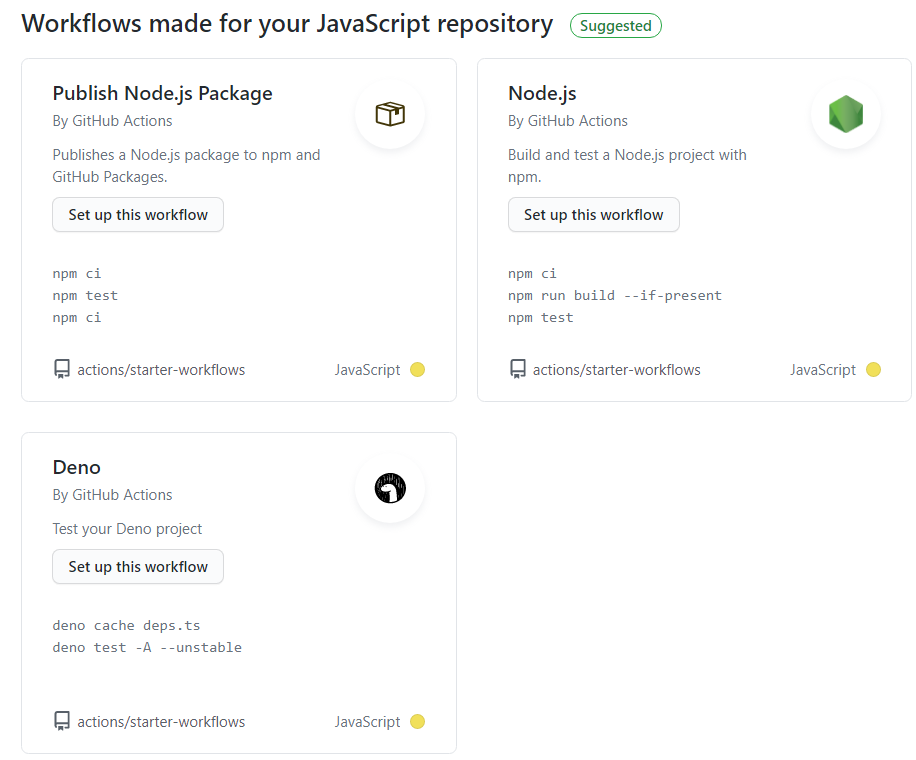 Workflows made for your JavaScript repository Suggested
Publish Node.js Package
By GitHub Actions
Publishes a Node.js package to npm and
GitHub Packages.
Set up this workflow
npm ci
npm test
npm ci
actions/starter-workflows JavaScript
Node.js
By GitHub Actions
Build and test a Node.js project with
npm.
Set up this workflow
npm ci
npm run build --if-present
npm test
actions/starter-workflows JavaScript
Deno
By GitHub Actions
Test your Deno project
Set up this workflow
deno cache deps.ts
deno test -A --unstable
actions/starter-workflows JavaScript